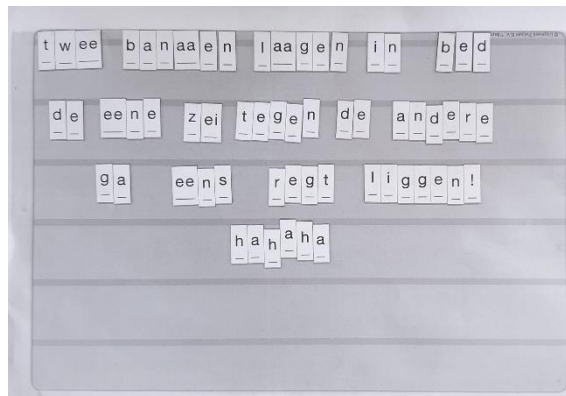 twee banaaen laagen in bed
de eene zei tegen de andere
ga eens regt liggen!
hahaha